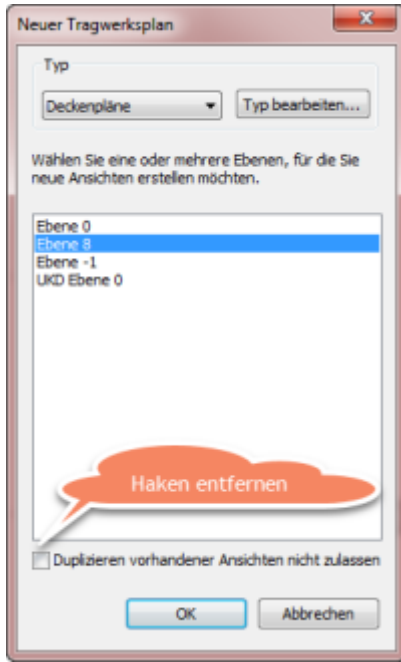 Neuer Tragwerksplan
Typ
Deckenpläne
Typ bearbeiten...
Wählen Sie eine oder mehrere Ebenen, für die Sie
neue Ansichten erstellen möchten.
Ebene 0
Ebene 8
Ebene -1
UKD Ebene 0
Haken entfernen
Duplizieren vorhandener Ansichten nicht zulassen
OK
Abbrechen